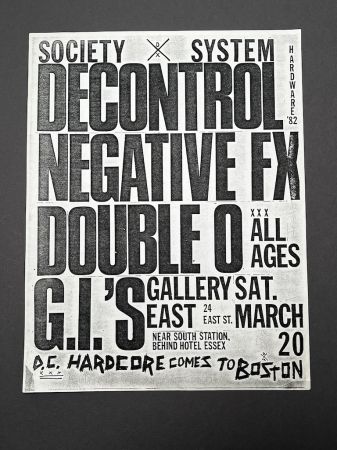 SOCIETY SYSTEM
DECONTROL
HARDWARE '82
NEGATIVE FX
DOUBLE O
XXX
ALL
AGES
G.I.'S
GALLERY
EAST
24
EAST ST.
NEAR SOUTH STATION,
BEHIND HOTEL ESSEX
SAT.
MARCH
20
D.C. HARDCORE COMES TO BOSTON
XXX